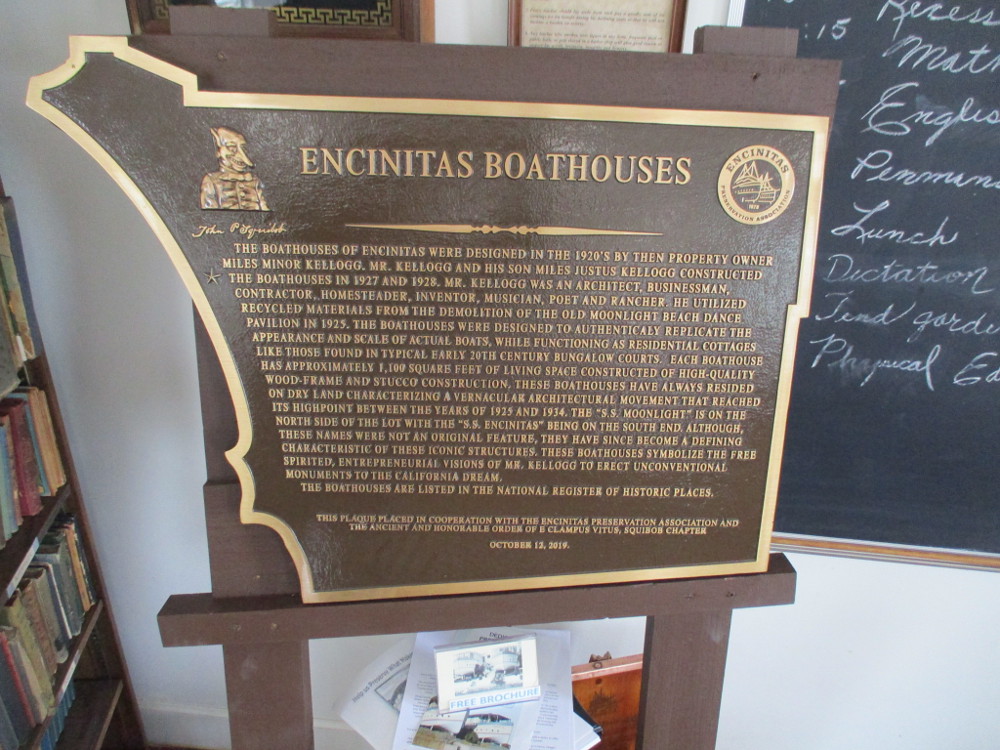 ENCINITAS BOATHOUSES
ENCINITAS
PRESERVATION ASSOCIATION
John P Squibob
THE BOATHOUSES OF ENCINITAS WERE DESIGNED IN THE 1920'S BY THEN PROPERTY OWNER
MILES MINOR KELLOGG. MR. KELLOGG AND HIS SON MILES JUSTUS KELLOGG CONSTRUCTED
THE BOATHOUSES IN 1927 AND 1928. MR. KELLOGG WAS AN ARCHITECT, BUSINESSMAN,
CONTRACTOR, HOMESTEADER, INVENTOR, MUSICIAN, POET AND RANCHER. HE UTILIZED
RECYCLED MATERIALS FROM THE DEMOLITION OF THE OLD MOONLIGHT BEACH DANCE
PAVILION IN 1925. THE BOATHOUSES WERE DESIGNED TO AUTHENTICALY REPLICATE THE
APPEARANCE AND SCALE OF ACTUAL BOATS, WHILE FUNCTIONING AS RESIDENTIAL COTTAGES
LIKE THOSE FOUND IN TYPICAL EARLY 20TH CENTURY BUNGALOW COURTS. EACH BOATHOUSE
HAS APPROXIMATELY 1,100 SQUARE FEET OF LIVING SPACE CONSTRUCTED OF HIGH-QUALITY
WOOD-FRAME AND STUCCO CONSTRUCTION, THESE BOATHOUSES HAVE ALWAYS RESIDED
ON DRY LAND CHARACTERIZING A VERNACULAR ARCHITECTURAL MOVEMENT THAT REACHED
ITS HIGHPOINT BETWEEN THE YEARS OF 1925 AND 1934. THE "S.S. MOONLIGHT" IS ON THE
NORTH SIDE OF THE LOT WITH THE "S.S. ENCINITAS" BEING ON THE SOUTH END. ALTHOUGH,
THESE NAMES WERE NOT AN ORIGINAL FEATURE, THEY HAVE SINCE BECOME A DEFINING
CHARACTERISTIC OF THESE ICONIC STRUCTURES. THESE BOATHOUSES SYMBOLIZE THE FREE
SPIRITED, ENTREPRENEURIAL VISIONS OF MR. KELLOGG TO ERECT UNCONVENTIONAL
MONUMENTS TO THE CALIFORNIA DREAM.
THE BOATHOUSES ARE LISTED IN THE NATIONAL REGISTER OF HISTORIC PLACES.
THIS PLAQUE PLACED IN COOPERATION WITH THE ENCINITAS PRESERVATION ASSOCIATION AND
THE ANCIENT AND HONORABLE ORDER OF E CLAMPUS VITUS, SQUIBOB CHAPTER
OCTOBER 12, 2019.
:15 Recess
Math
English
Penman
Lunch
Dictation
Tend garde
Physical Ed
Help us Preserve What
FREE BROCHURE